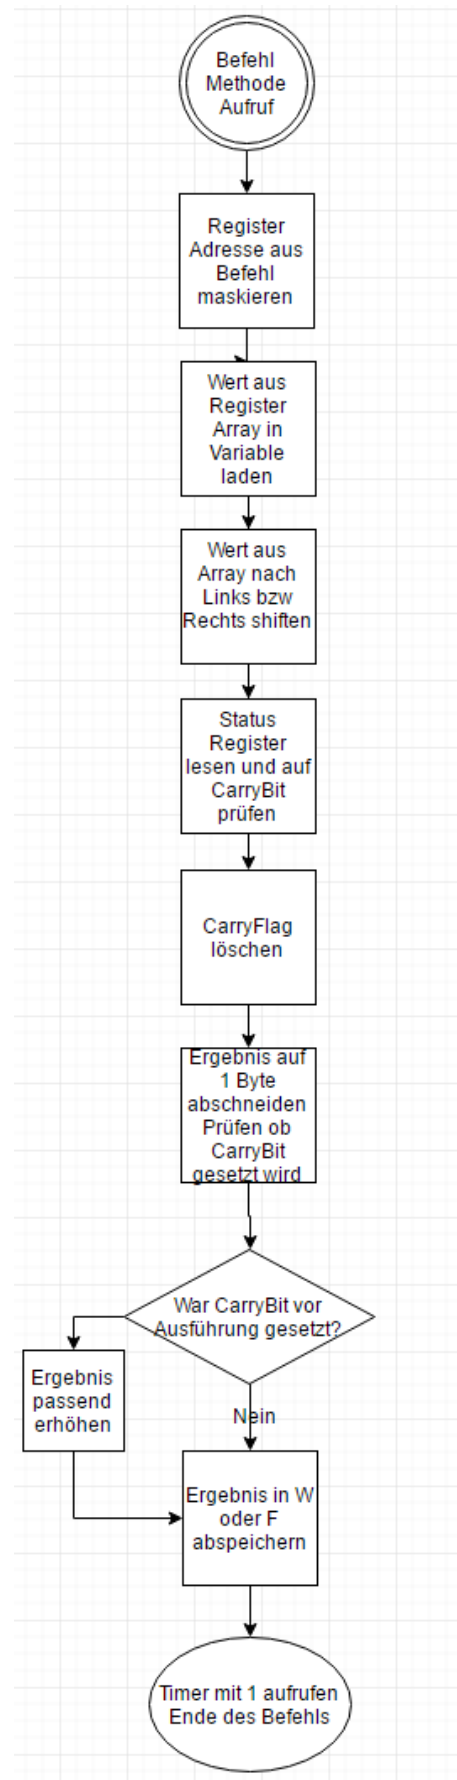 Befehl
Methode
Aufruf
Register
Adresse aus
Befehl
maskieren
Wert aus
Register
Array in
Variable
laden
Wert aus
Array nach
Links bzw
Rechts shiften
Status
Register
lesen und auf
CarryBit
prüfen
CarryFlag
löschen
Ergebnis auf
1 Byte
abschneiden
Prüfen ob
CarryBit
gesetzt wird
War CarryBit vor
Ausführung gesetzt?
Ergebnis
passend
erhöhen
Nein
Ergebnis in W
oder F
abspeichern
Timer mit 1 aufrufen
Ende des Befehls